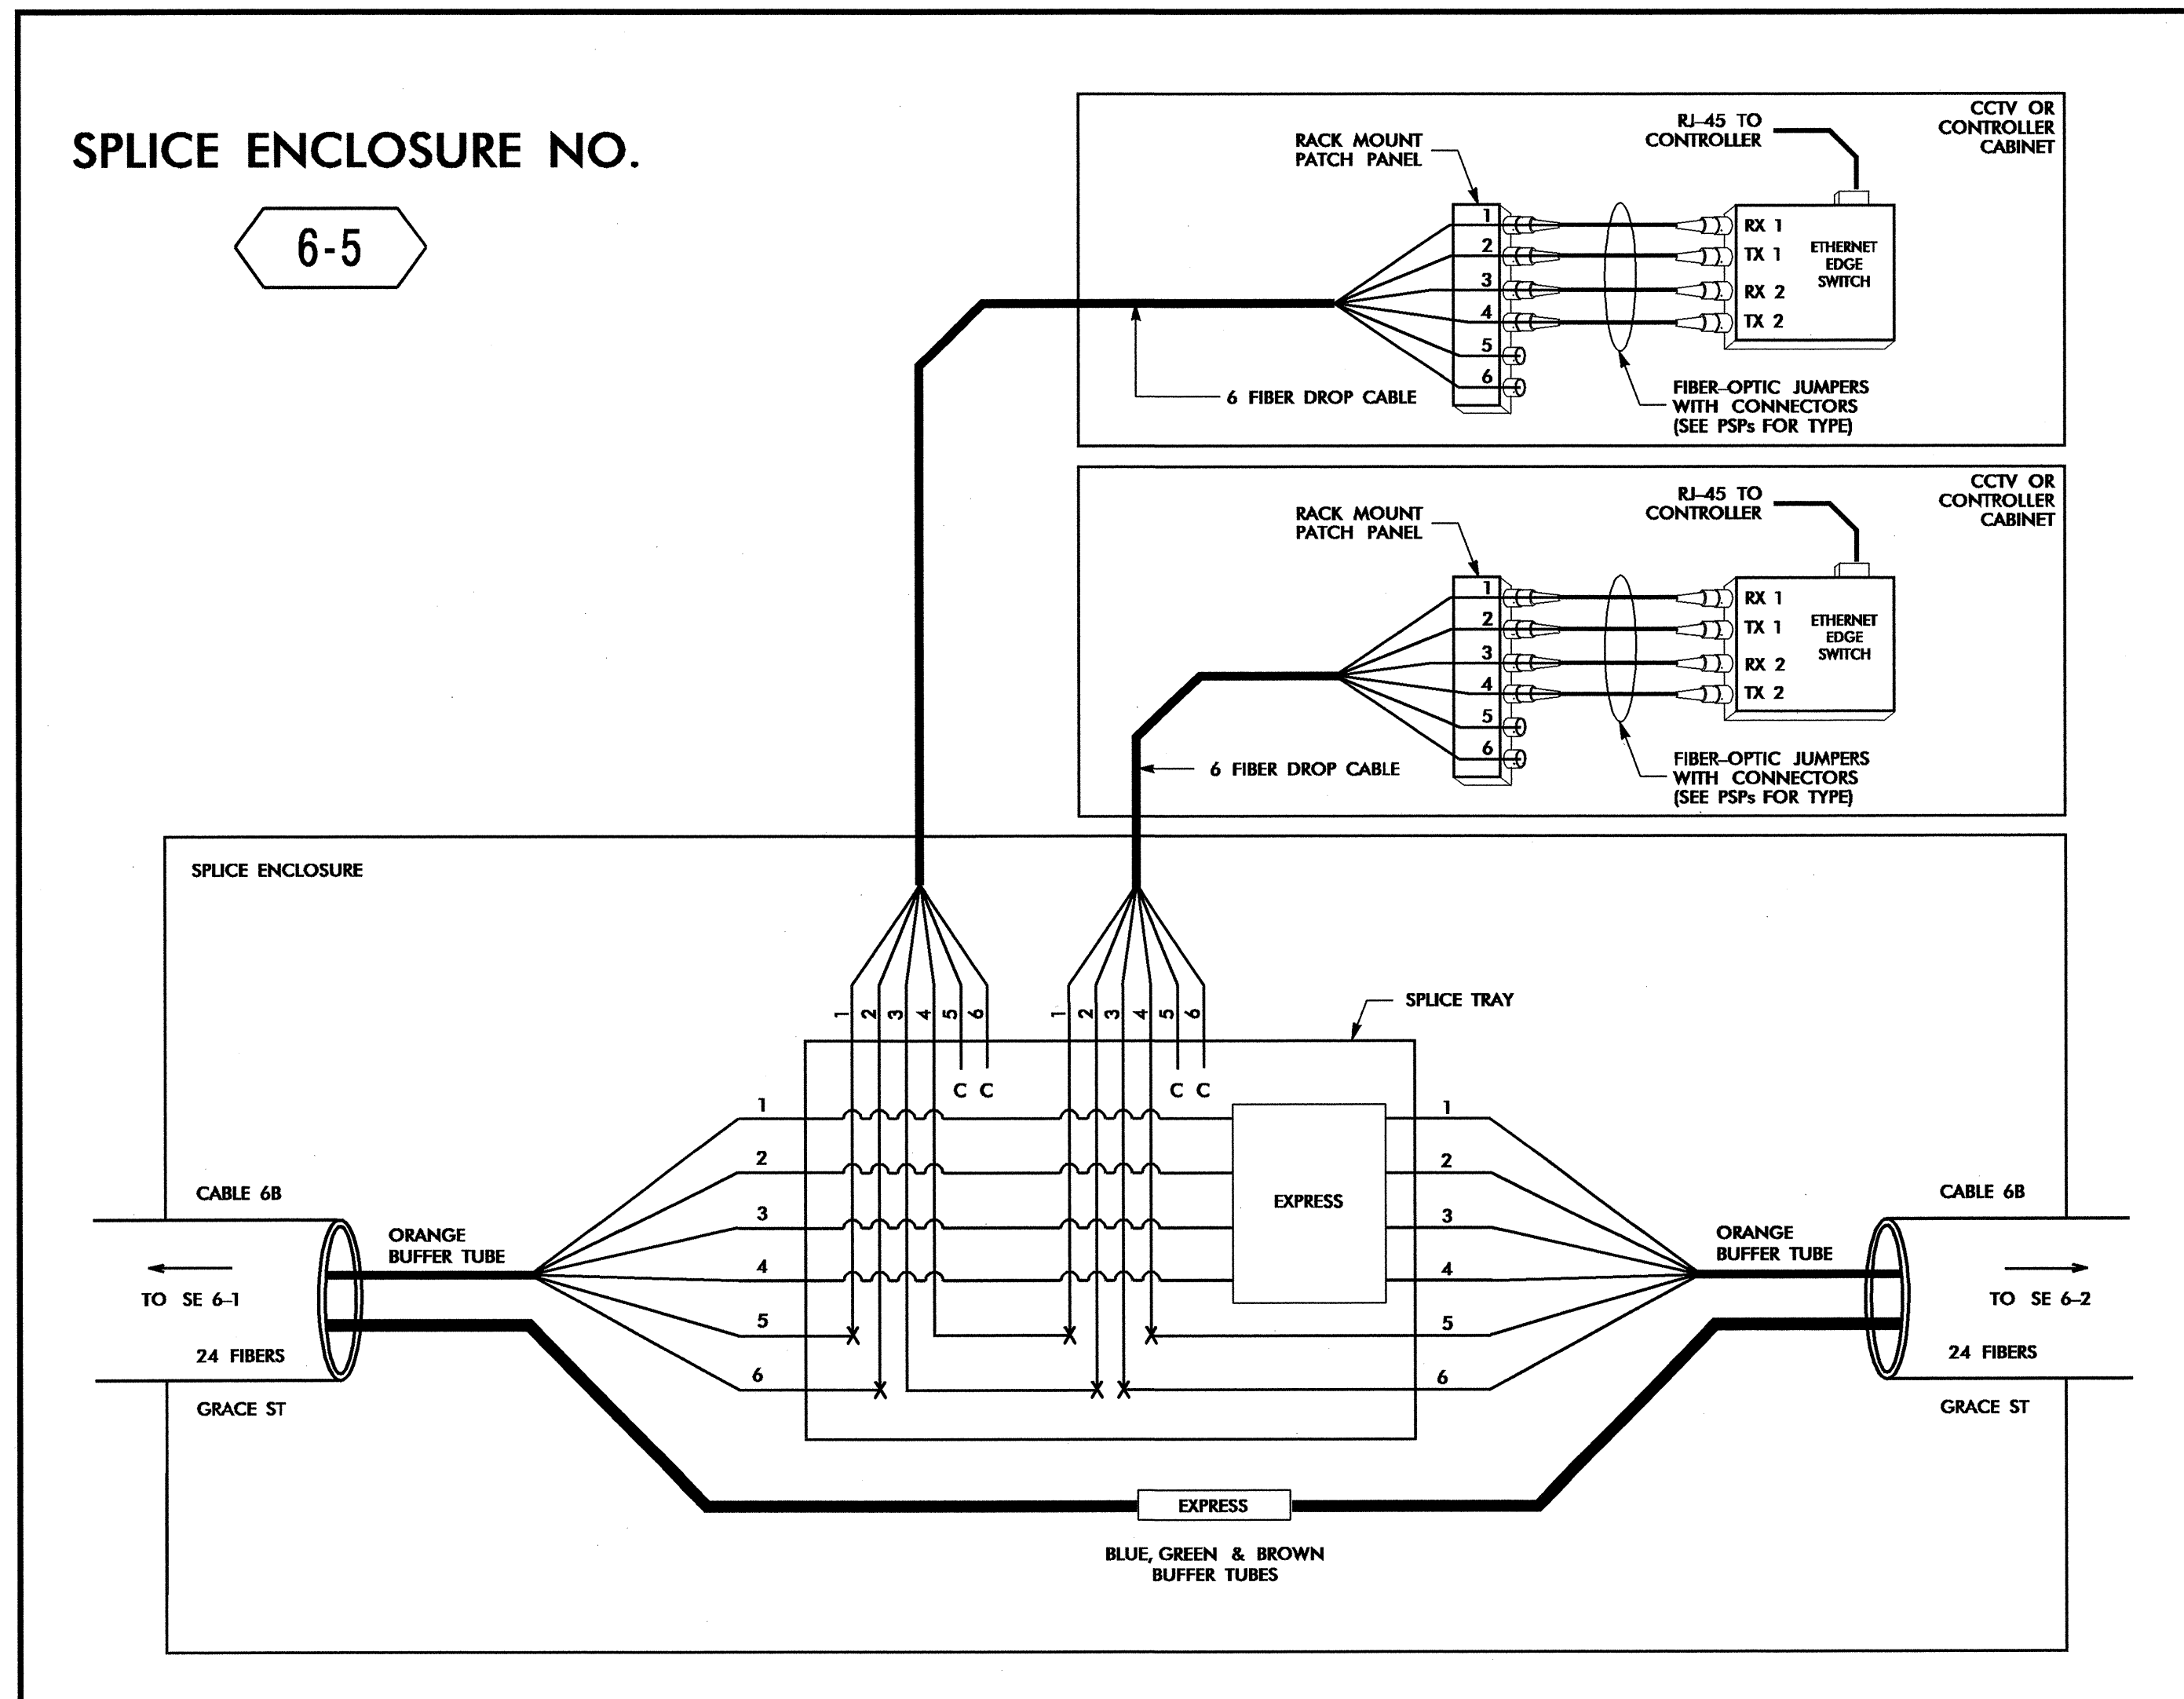 SPLICE ENCLOSURE NO.
6-5
CCTV OR
CONTROLLER
CABINET
RJ-45 TO
CONTROLLER
RACK MOUNT
PATCH PANEL
1
2
3
4
5
6
RX 1
TX 1
RX 2
TX 2
ETHERNET
EDGE
SWITCH
6 FIBER DROP CABLE
FIBER-OPTIC JUMPERS
WITH CONNECTORS
(SEE PSPs FOR TYPE)
CCTV OR
CONTROLLER
CABINET
RJ-45 TO
CONTROLLER
RACK MOUNT
PATCH PANEL
1
2
3
4
5
6
RX 1
TX 1
RX 2
TX 2
ETHERNET
EDGE
SWITCH
6 FIBER DROP CABLE
FIBER-OPTIC JUMPERS
WITH CONNECTORS
(SEE PSPs FOR TYPE)
SPLICE ENCLOSURE
1 2 3 4 5 6
1 2 3 4 5 6
SPLICE TRAY
C C
C C
1
2
3
4
5
6
EXPRESS
1
2
3
4
5
6
CABLE 6B
ORANGE
BUFFER TUBE
TO SE 6-1
24 FIBERS
GRACE ST
CABLE 6B
ORANGE
BUFFER TUBE
TO SE 6-2
24 FIBERS
GRACE ST
EXPRESS
BLUE, GREEN & BROWN
BUFFER TUBES